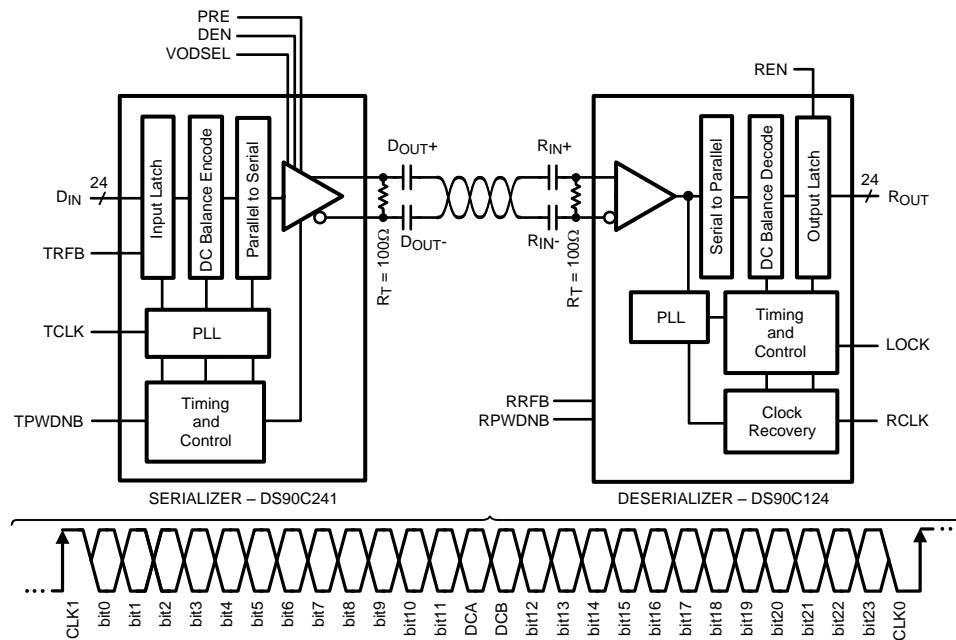 PRE
DEN
VODSEL
REN
24
DIN
TRFB
TCLK
TPWDNB
Input Latch
DC Balance Encode
Parallel to Serial
PLL
Timing
and
Control
DOUT+
DOUT-
RT = 100Ω
RIN+
RIN-
RT = 100Ω
Serial to Parallel
DC Balance Decode
Output Latch
24
ROUT
PLL
Timing
and
Control
LOCK
Clock
Recovery
RCLK
RRFB
RPWDNB
SERIALIZER – DS90C241
DESERIALIZER – DS90C124
CLK1
bit0
bit1
bit2
bit3
bit4
bit5
bit6
bit7
bit8
bit9
bit10
bit11
DCA
DCB
bit12
bit13
bit14
bit15
bit16
bit17
bit18
bit19
bit20
bit21
bit22
bit23
CLK0